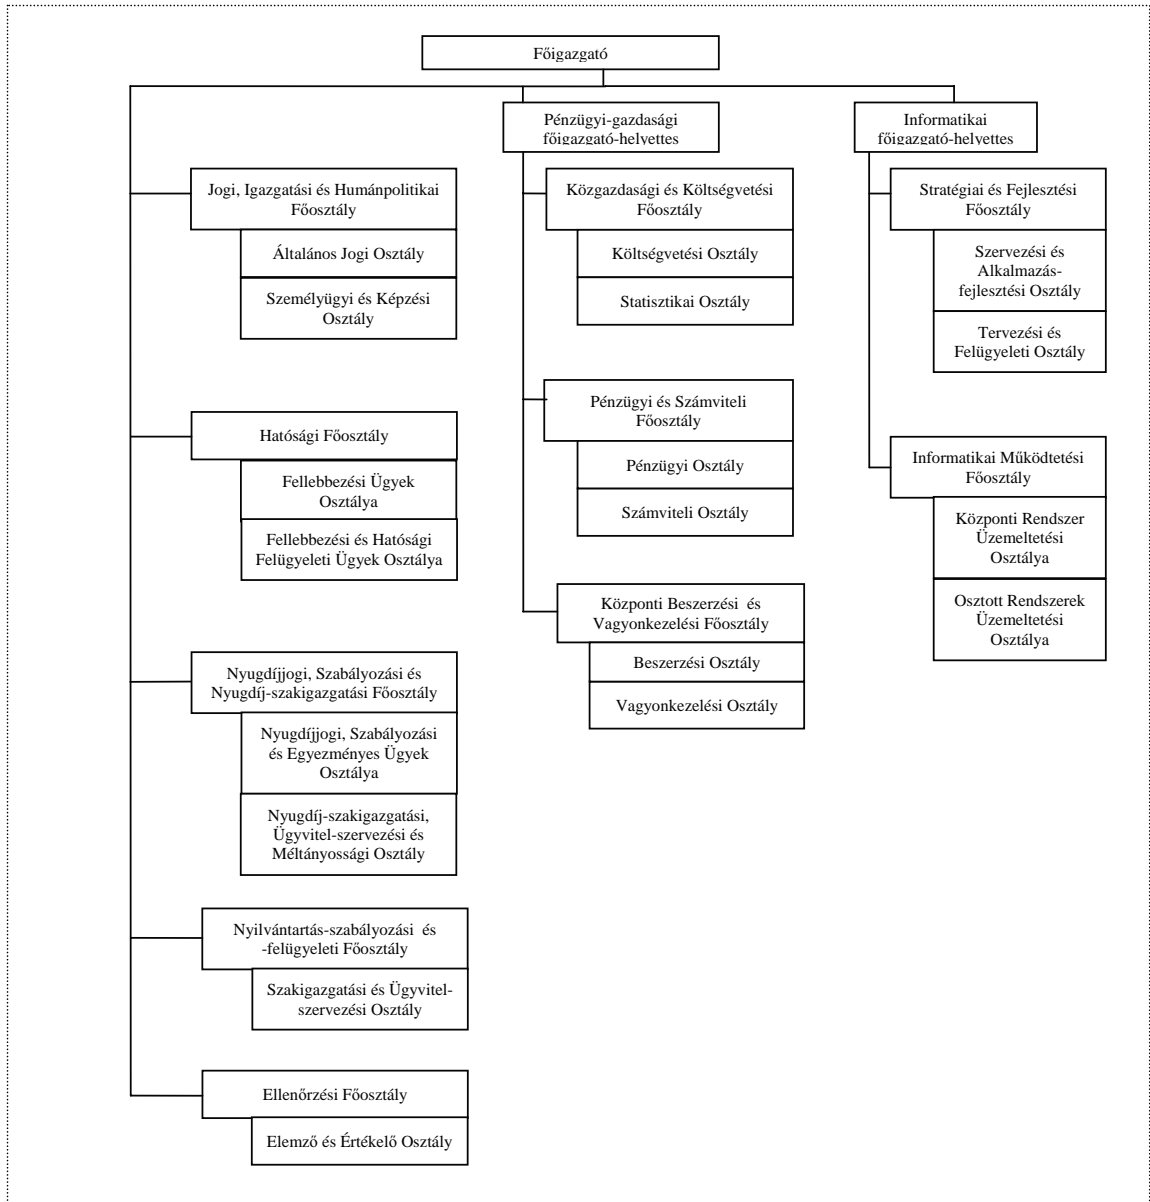 Főigazgató
Pénzügyi-gazdasági
főigazgató-helyettes
Informatikai
főigazgató-helyettes
Jogi, Igazgatási és Humánpolitikai
Főosztály
Általános Jogi Osztály
Személyügyi és Képzési
Osztály
Hatósági Főosztály
Fellebbezési Ügyek
Osztálya
Fellebbezési és Hatósági
Felügyeleti Ügyek Osztálya
Nyugdíjjogi, Szabályozási és
Nyugdíj-szakigazgatási Főosztály
Nyugdíjjogi, Szabályozási
és Egyezményes Ügyek
Osztálya
Nyugdíj-szakigazgatási,
Ügyvitel-szervezési és
Méltányossági Osztály
Nyilvántartás-szabályozási és
-felügyeleti Főosztály
Szakigazgatási és Ügyvitel-
szervezési Osztály
Ellenőrzési Főosztály
Elemző és Értékelő Osztály
Közgazdasági és Költségvetési
Főosztály
Költségvetési Osztály
Statisztikai Osztály
Pénzügyi és Számviteli
Főosztály
Pénzügyi Osztály
Számviteli Osztály
Központi Beszerzési és
Vagyonkezelési Főosztály
Beszerzési Osztály
Vagyonkezelési Osztály
Stratégiai és Fejlesztési
Főosztály
Szervezési és
Alkalmazás-
fejlesztési Osztály
Tervezési és
Felügyeleti Osztály
Informatikai Működtetési
Főosztály
Központi Rendszer
Üzemeltetési
Osztálya
Osztott Rendszerek
Üzemeltetési
Osztálya